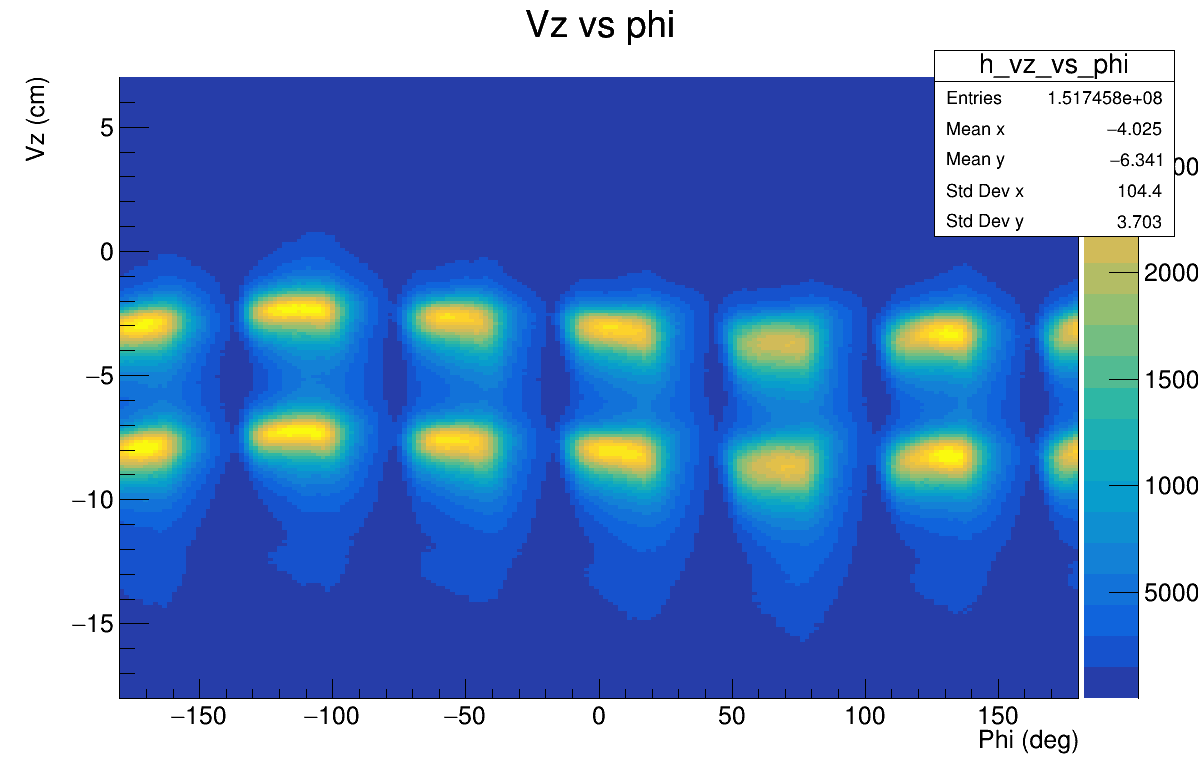 Vz vs phi
h_vz_vs_phi
Entries 1.517458e+08
Mean x −4.025
Mean y −6.341
Std Dev x 104.4
Std Dev y 3.703
Vz (cm)
5
0
−5
−10
−15
−150 −100 −50 0 50 100 150
Phi (deg)
2000
1500
1000
5000